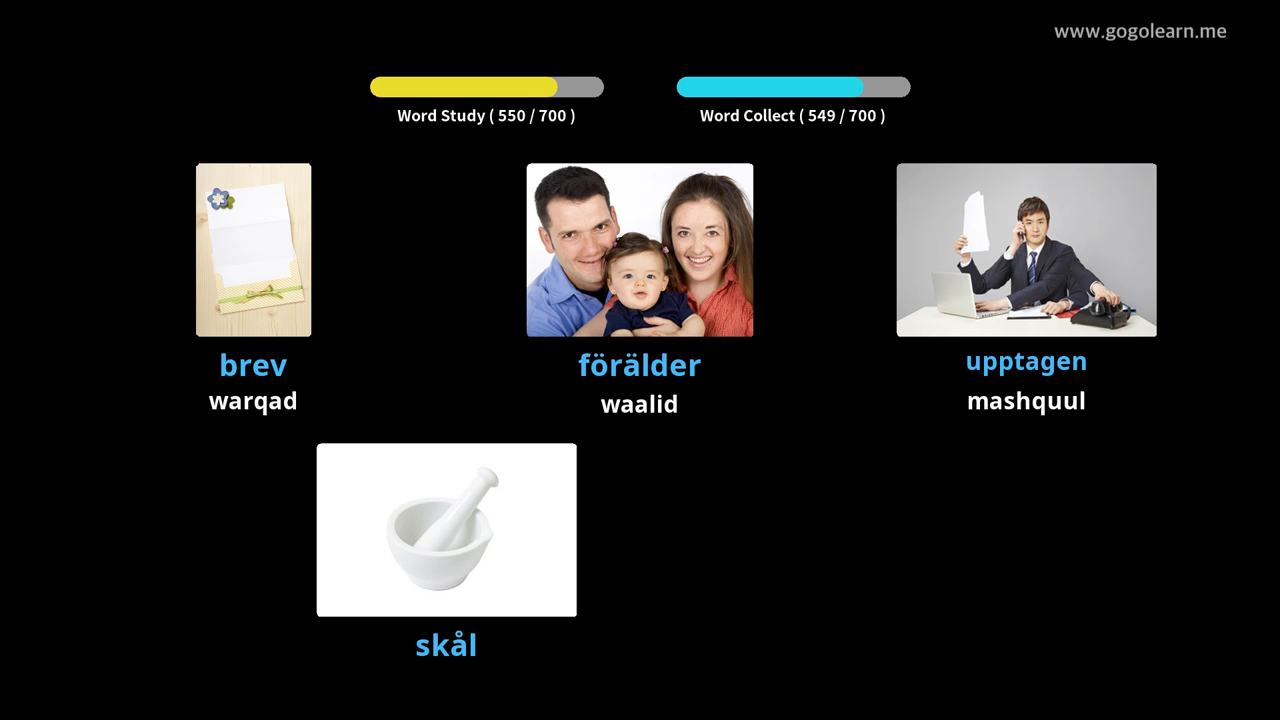 www.gogolearn.me
Word Study ( 550 / 700 )
Word Collect ( 549 / 700 )
brev
warqad
förälder
waalid
upptagen
mashquul
skål